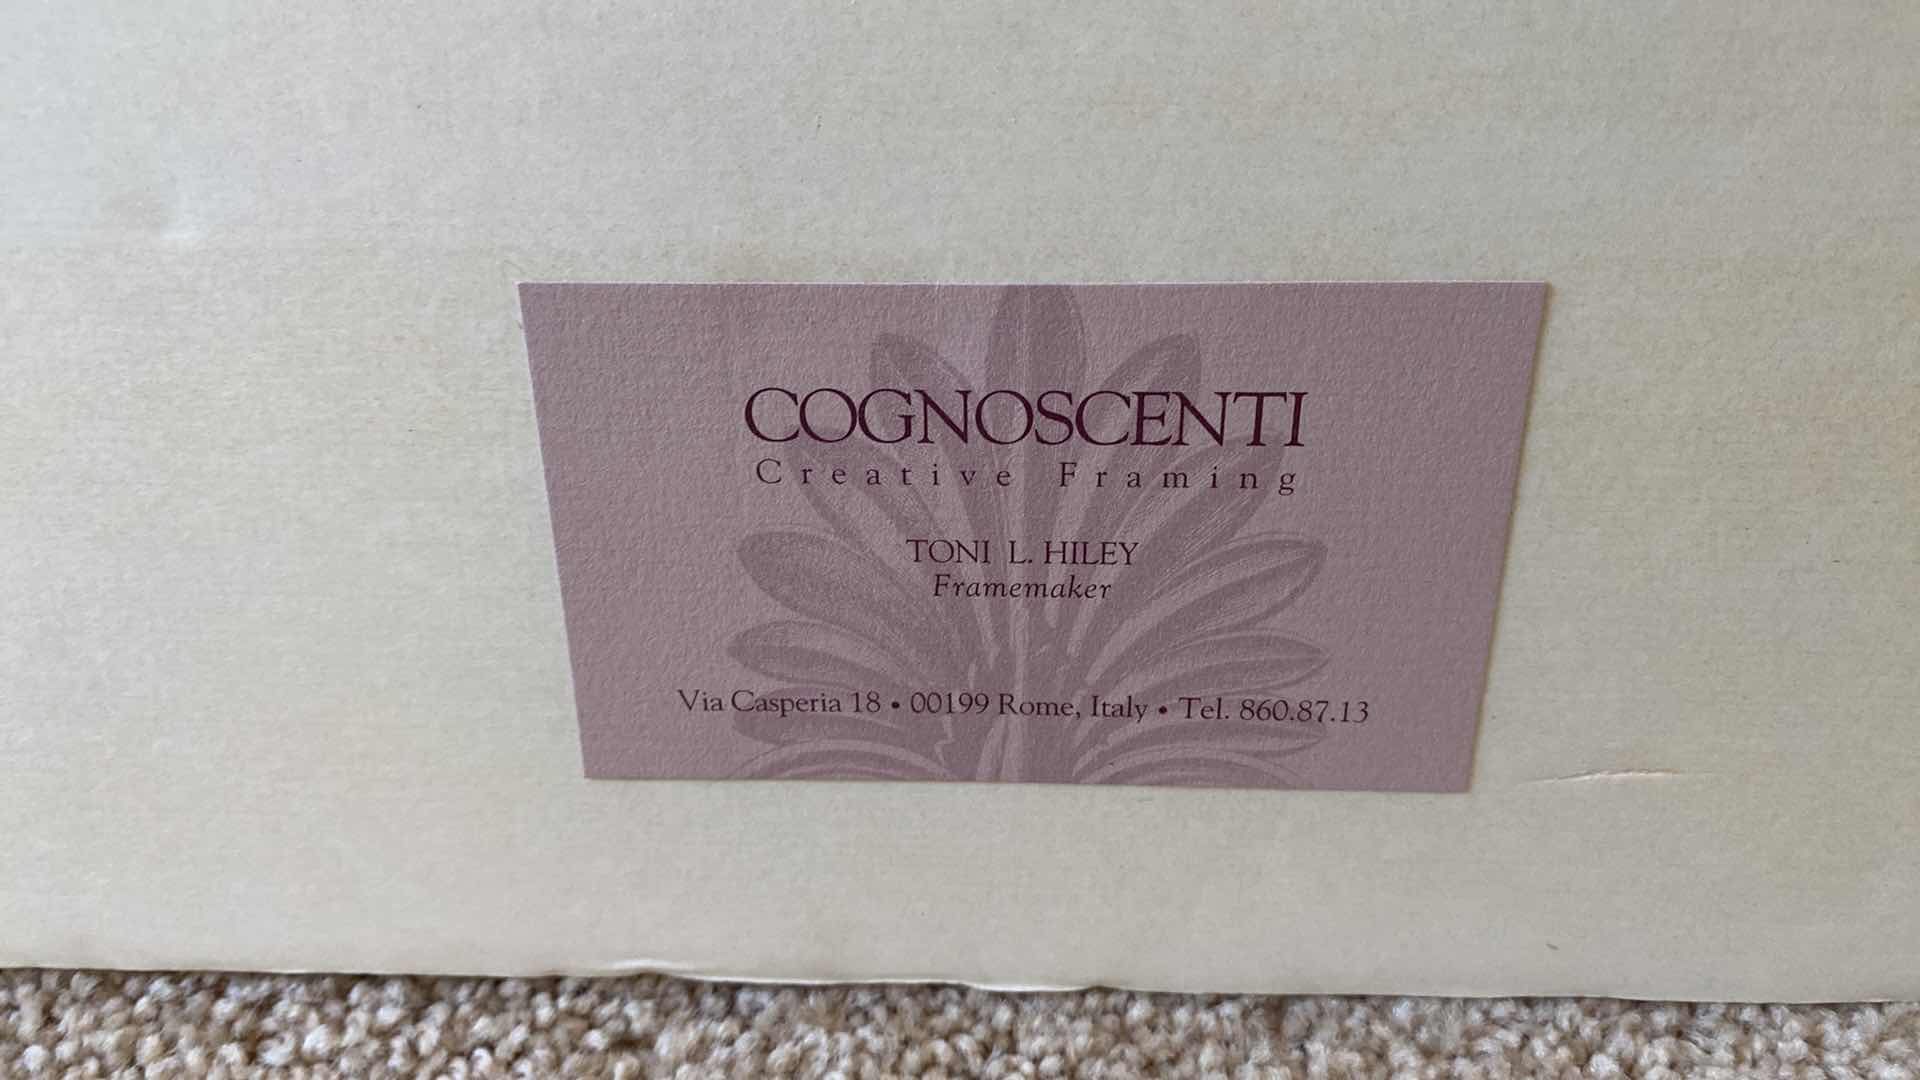 COGNOSCENTI
Creative Framing
TONI L. HILEY
Framemaker
Via Casperia 18 • 00199 Rome, Italy • Tel. 860.87.13